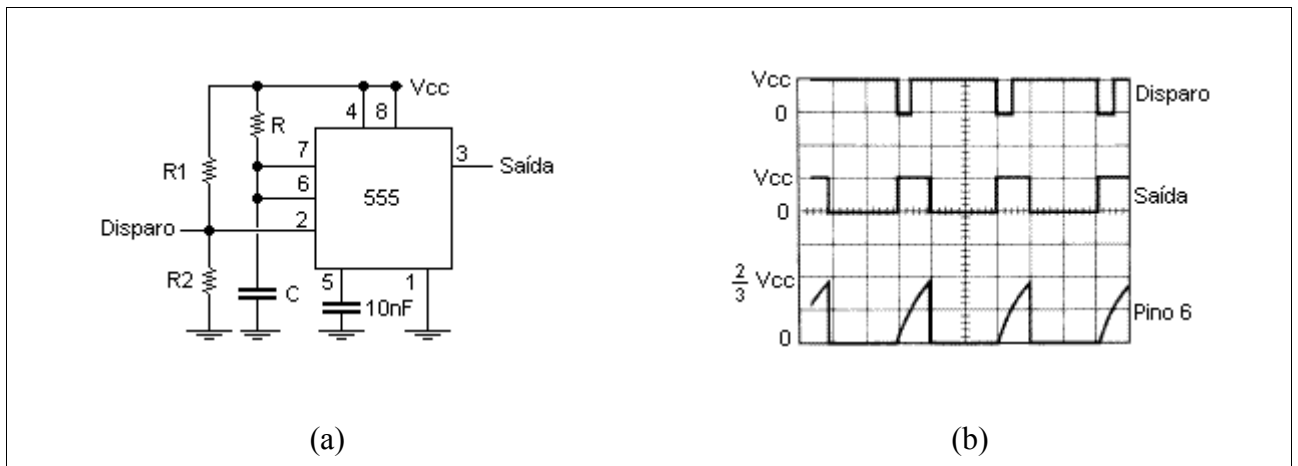 Vcc
4
8
R
7
3
Saída
R1
6
555
Disparo
2
R2
5
1
C
10nF
(a)
Vcc
Disparo
0
Vcc
Saída
0
2/3 Vcc
Pino 6
0
(b)